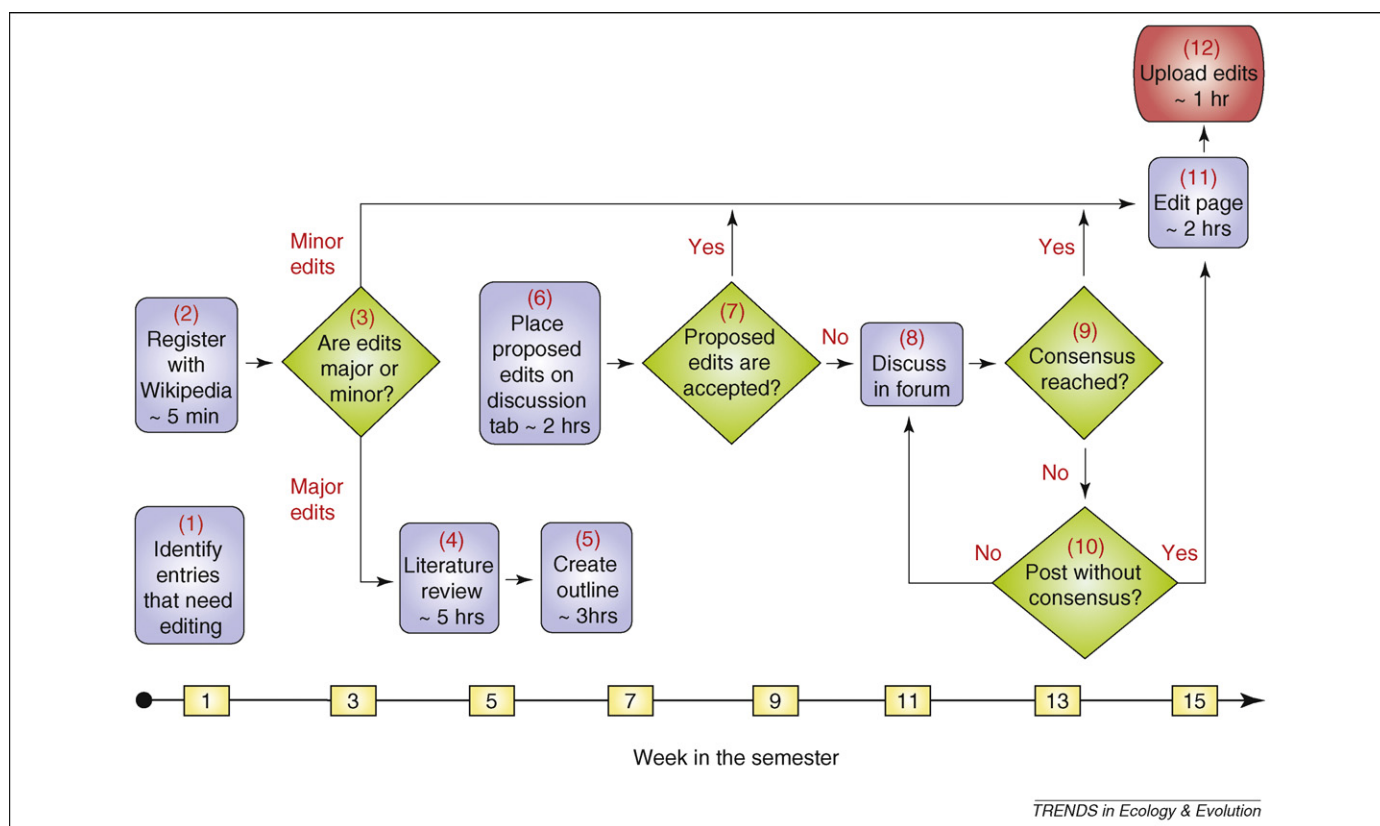 (12)
Upload edits
~ 1 hr
(11)
Edit page
~ 2 hrs
Minor
edits
Yes
Yes
(2)
Register
with
Wikipedia
~ 5 min
(3)
Are edits
major or
minor?
(6)
Place
proposed
edits on
discussion
tab ~ 2 hrs
(7)
Proposed
edits are
accepted?
No
(8)
Discuss
in forum
(9)
Consensus
reached?
No
Major
edits
(1)
Identify
entries
that need
editing
(4)
Literature
review
~ 5 hrs
(5)
Create
outline
~ 3hrs
No
(10)
Post without
consensus?
Yes
1
3
5
7
9
11
13
15
Week in the semester
TRENDS in Ecology & Evolution